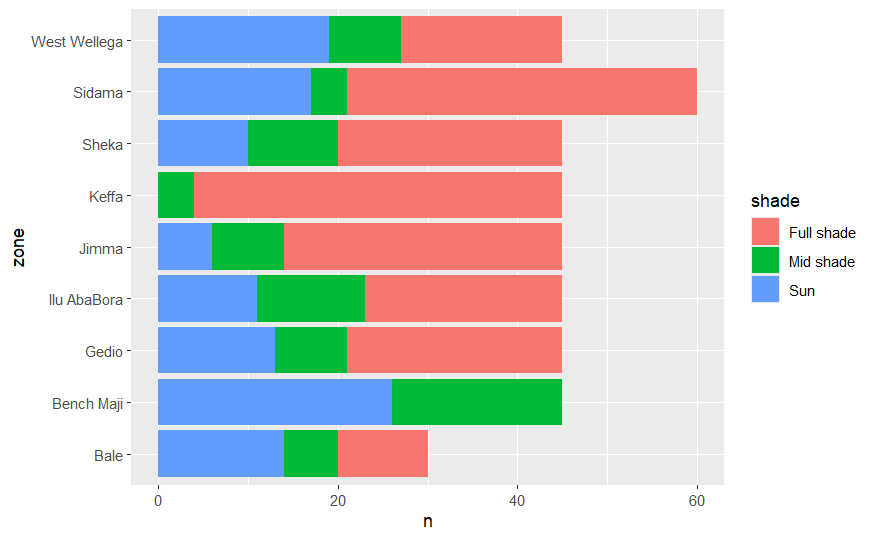 West Wellega
Sidama
Sheka
Keffa
Jimma
Ilu AbaBora
Gedio
Bench Maji
Bale
zone
0 20 40 60
n
shade
Full shade
Mid shade
Sun